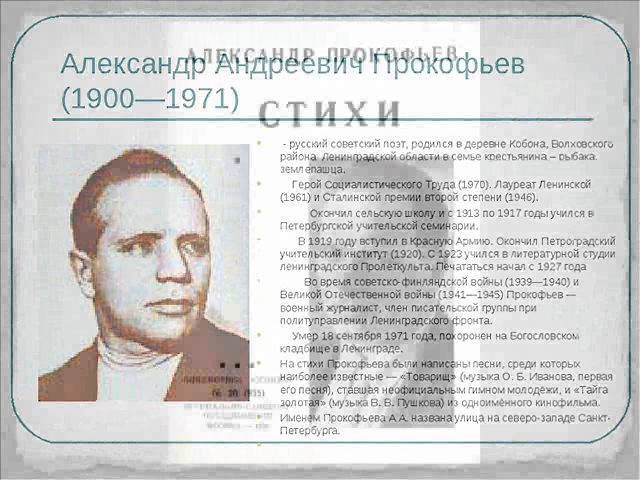 АЛЕКСАНДР ПРОКОФЬЕВ
Александр Андреевич Прокофьев
(1900—1971)
СТИХИ
- русский советский поэт, родился в деревне Кобона, Волховского
района Ленинградской области в семье крестьянина – рыбака,
землепашца.
Герой Социалистического Труда (1970). Лауреат Ленинской
(1961) и Сталинской премии второй степени (1946).
Окончил сельскую школу и с 1913 по 1917 годы учился в
Петербургской учительской семинарии.
В 1919 году вступил в Красную Армию. Окончил Петроградский
учительский институт (1920). С 1923 учился в литературной студии
ленинградского Пролеткульта. Печататься начал с 1927 года
Во время советско-финляндской войны (1939—1940) и
Великой Отечественной войны (1941—1945) Прокофьев —
военный журналист, член писательской группы при
политуправлении Ленинградского фронта.
Умер 18 сентября 1971 года, похоронен на Богословском
кладбище в Ленинграде.
На стихи Прокофьева были написаны песни, среди которых
наиболее известные — «Товарищ» (музыка О. Б. Иванова, первая
его песня), ставшая неофициальным гимном молодёжи, и «Тайга
золотая» (музыка В. В. Пушкова) из одноимённого кинофильма.
Именем Прокофьева А.А. названа улица на северо-западе Санкт-
Петербурга.